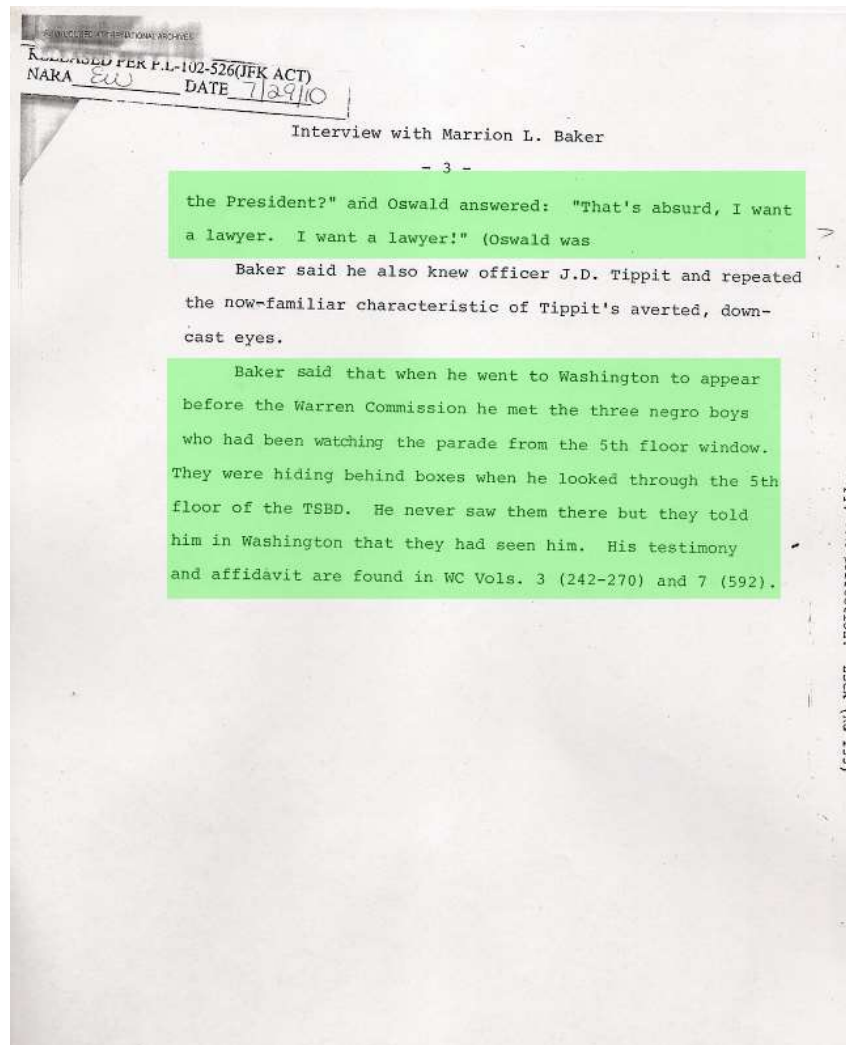 RELEASED PER P.L-102-526(JFK ACT)
NARA EW DATE 7/29/10
Interview with Marrion L. Baker
- 3 -
the President?" and Oswald answered: "That's absurd, I want
a lawyer. I want a lawyer!" (Oswald was
Baker said he also knew officer J.D. Tippit and repeated
the now-familiar characteristic of Tippit's averted, down-
cast eyes.
Baker said that when he went to Washington to appear
before the Warren Commission he met the three negro boys
who had been watching the parade from the 5th floor window.
They were hiding behind boxes when he looked through the 5th
floor of the TSBD. He never saw them there but they told
him in Washington that they had seen him. His testimony
and affidavit are found in WC Vols. 3 (242-270) and 7 (592).